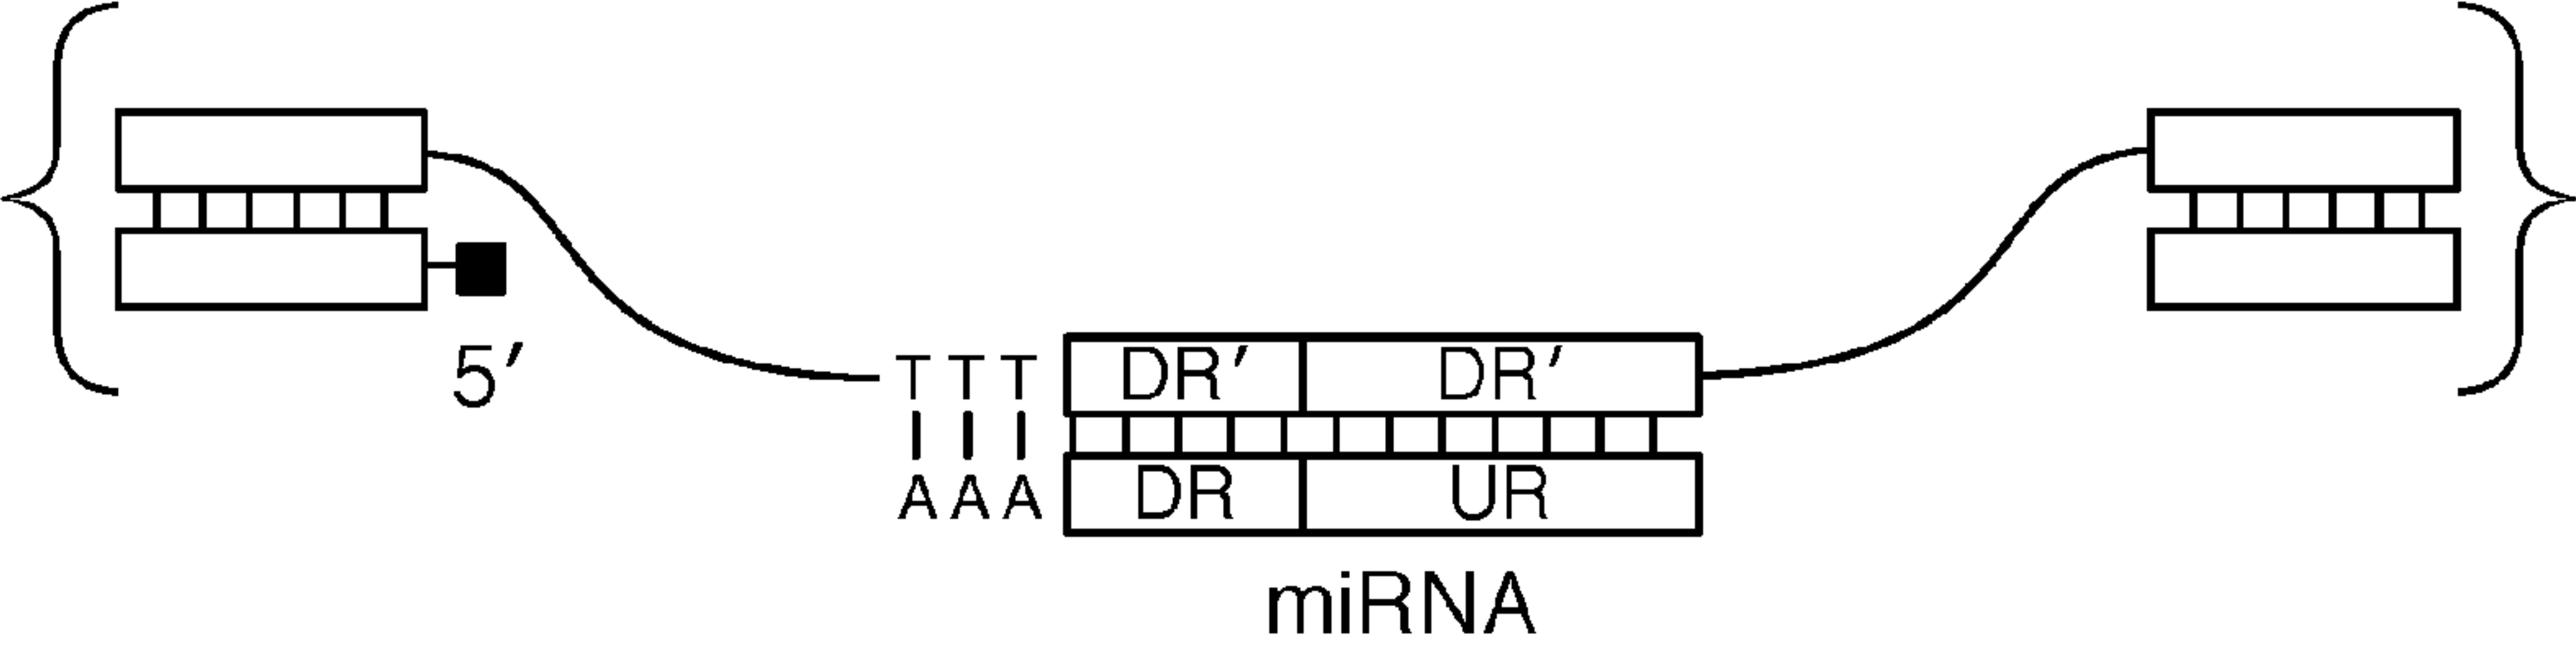 5′
T T T DR′ DR′
A A A DR UR
miRNA